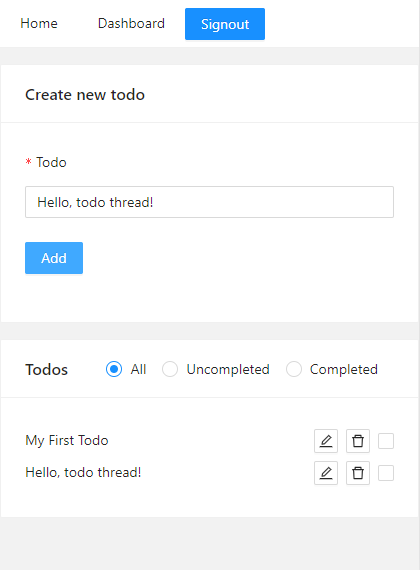 Home Dashboard Signout
Create new todo
* Todo
Hello, todo thread!
Add
Todos All Uncompleted Completed
My First Todo
Hello, todo thread!